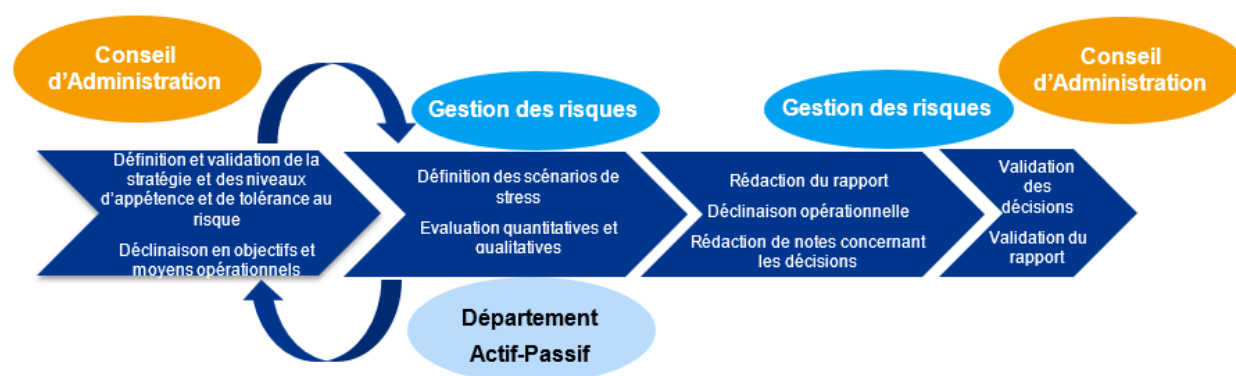 Conseil
d'Administration
Gestion des risques
Gestion des risques
Conseil
d'Administration
Définition et validation de la
stratégie et des niveaux
d'appétence et de tolérance au
risque
Déclinaison en objectifs et
moyens opérationnels
Définition des scénarios de
stress
Evaluation quantitatives et
qualitatives
Rédaction du rapport
Déclinaison opérationnelle
Rédaction de notes concernant
les décisions
Validation
des
décisions
Validation du
rapport
Département
Actif-Passif